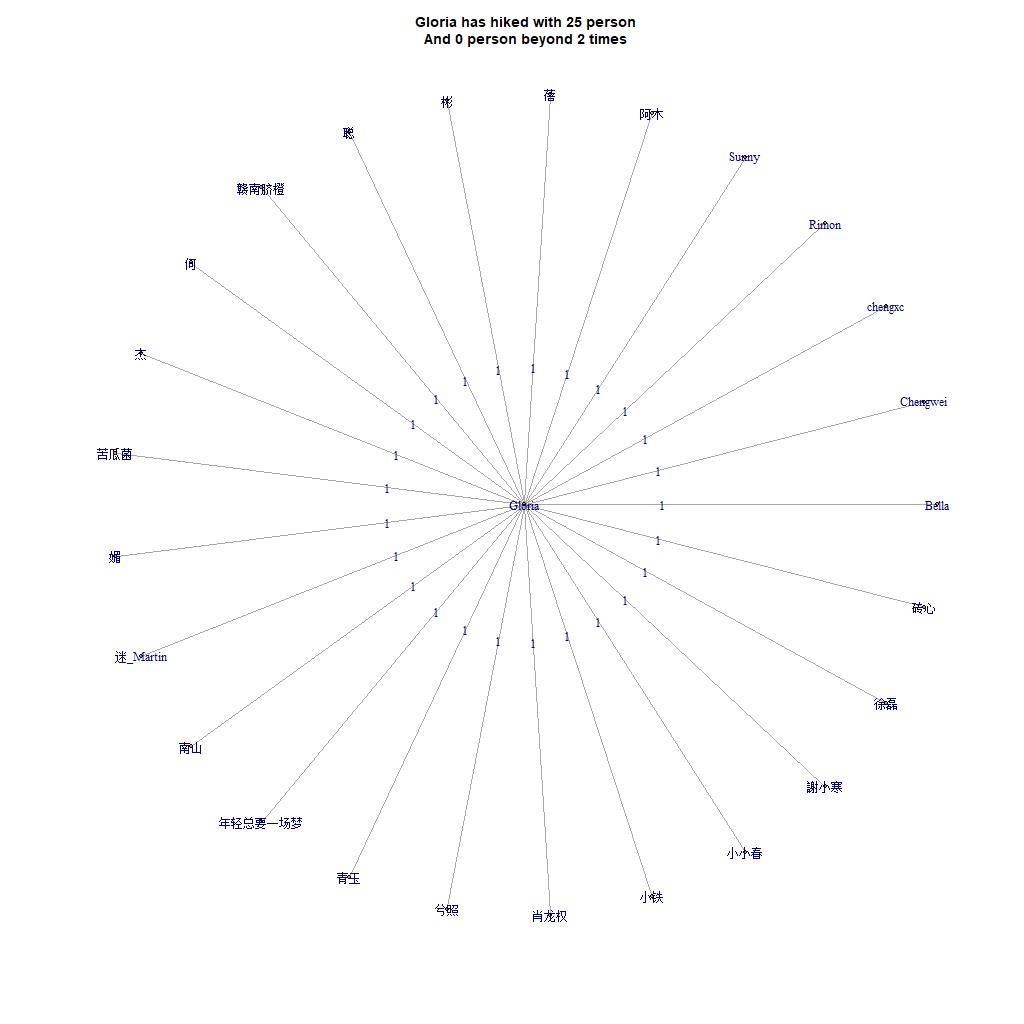 Gloria has hiked with 25 person
And 0 person beyond 2 times
蓓
彬
阿木
聪
Sunny
赣南脐橙
Rimon
何
chengxc
杰
Chengwei
1
1
1
1
1
1
1
1
1
1
1
苦瓜菌
1
1
1
Gloria
Bella
1
1
媚
1
1
1
1
1
1
1
1
1
砖心
迷_Martin
徐磊
南山
謝小寒
年轻总要一场梦
小小春
青玉
小铁
兮照
肖龙权